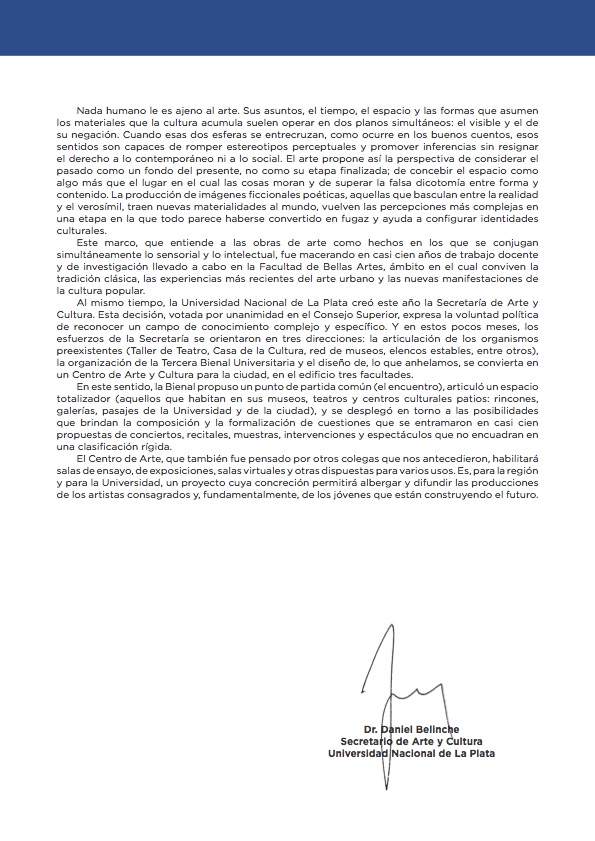 Nada humano le es ajeno al arte. Sus asuntos, el tiempo, el espacio y las formas que asumen
los materiales que la cultura acumula suelen operar en dos planos simultáneos: el visible y el de
su negación. Cuando esas dos esferas se entrecruzan, como ocurre en los buenos cuentos, esos
sentidos son capaces de romper estereotipos perceptuales y promover inferencias sin resignar
el derecho a lo contemporáneo ni a lo social. El arte propone así la perspectiva de considerar el
pasado como un fondo del presente, no como su etapa finalizada; de concebir el espacio como
algo más que el lugar en el cual las cosas moran y de superar la falsa dicotomía entre forma y
contenido. La producción de imágenes ficcionales poéticas, aquellas que basculan entre la realidad
y el verosímil, traen nuevas materialidades al mundo, vuelven las percepciones más complejas en
una etapa en la que todo parece haberse convertido en fugaz y ayuda a configurar identidades
culturales.
Este marco, que entiende a las obras de arte como hechos en los que se conjugan
simultáneamente lo sensorial y lo intelectual, fue macerando en casi cien años de trabajo docente
y de investigación llevado a cabo en la Facultad de Bellas Artes, ámbito en el cual conviven la
tradición clásica, las experiencias más recientes del arte urbano y las nuevas manifestaciones de
la cultura popular.
Al mismo tiempo, la Universidad Nacional de La Plata creó este año la Secretaría de Arte y
Cultura. Esta decisión, votada por unanimidad en el Consejo Superior, expresa la voluntad política
de reconocer un campo de conocimiento complejo y específico. Y en estos pocos meses, los
esfuerzos de la Secretaría se orientaron en tres direcciones: la articulación de los organismos
preexistentes (Taller de Teatro, Casa de la Cultura, red de museos, elencos estables, entre otros),
la organización de la Tercera Bienal Universitaria y el diseño de, lo que anhelamos, se convierta en
un Centro de Arte y Cultura para la ciudad, en el edificio tres facultades.
En este sentido, la Bienal propuso un punto de partida común (el encuentro), articuló un espacio
totalizador (aquellos que habitan en sus museos, teatros y centros culturales patios: rincones,
galerías, pasajes de la Universidad y de la ciudad), y se desplegó en torno a las posibilidades
que brindan la composición y la formalización de cuestiones que se entramaron en casi cien
propuestas de conciertos, recitales, muestras, intervenciones y espectáculos que no encuadran en
una clasificación rígida.
El Centro de Arte, que también fue pensado por otros colegas que nos antecedieron, habilitará
salas de ensayo, de exposiciones, salas virtuales y otras dispuestas para varios usos. Es, para la región
y para la Universidad, un proyecto cuya concreción permitirá albergar y difundir las producciones
de los artistas consagrados y, fundamentalmente, de los jóvenes que están construyendo el futuro.
Dr. Daniel Belinche
Secretario de Arte y Cultura
Universidad Nacional de La Plata